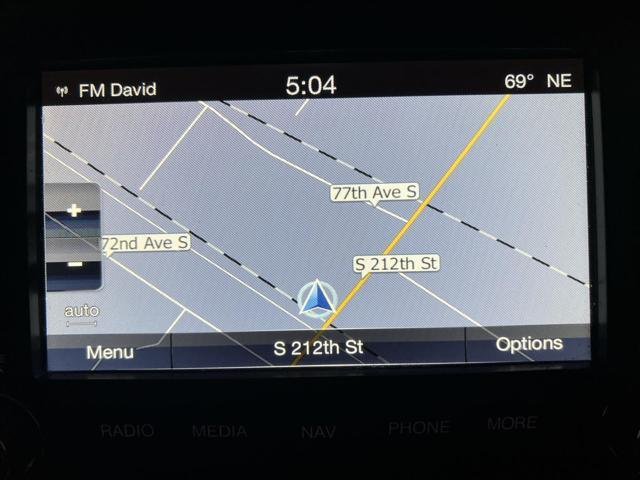 FM David 5:04 69° NE
77th Ave S
+
72nd Ave S
S 212th St
-
auto
Menu S 212th St Options
RADIO MEDIA NAV PHONE MORE